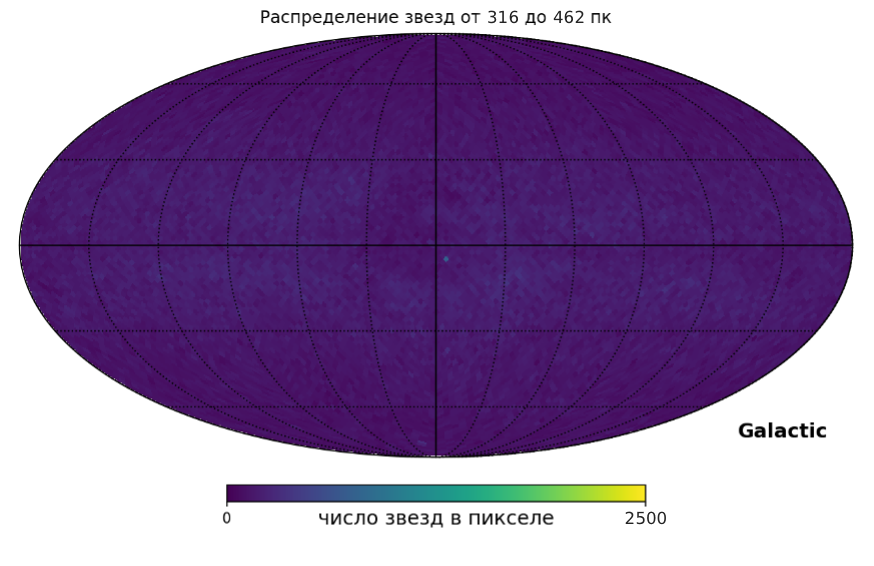 Распределение звезд от 316 до 462 пк
Galactic
0 число звезд в пикселе 2500